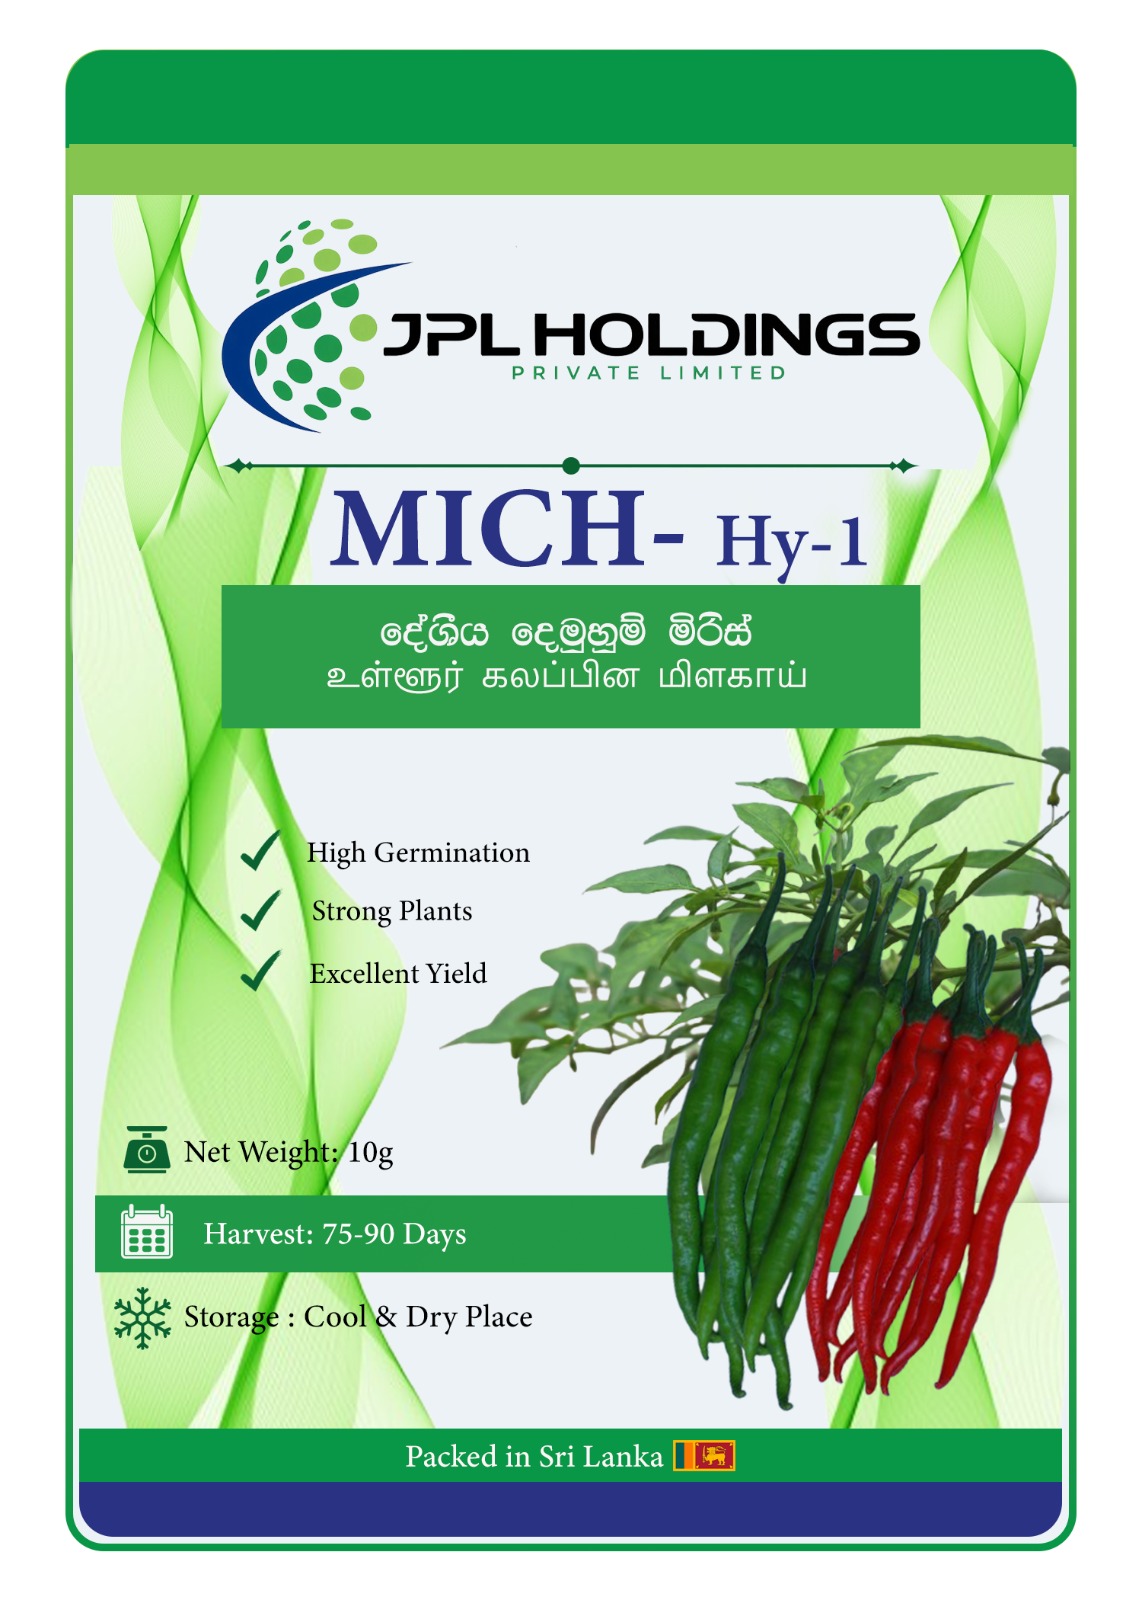 JPL HOLDINGS
PRIVATE LIMITED
MICH- Hy-1
දේශීය දෙමුහුම් මිරිස්
உள்ளூர் கலப்பின மிளகாய்
High Germination
Strong Plants
Excellent Yield
Net Weight: 10g
Harvest: 75-90 Days
Storage : Cool & Dry Place
Packed in Sri Lanka